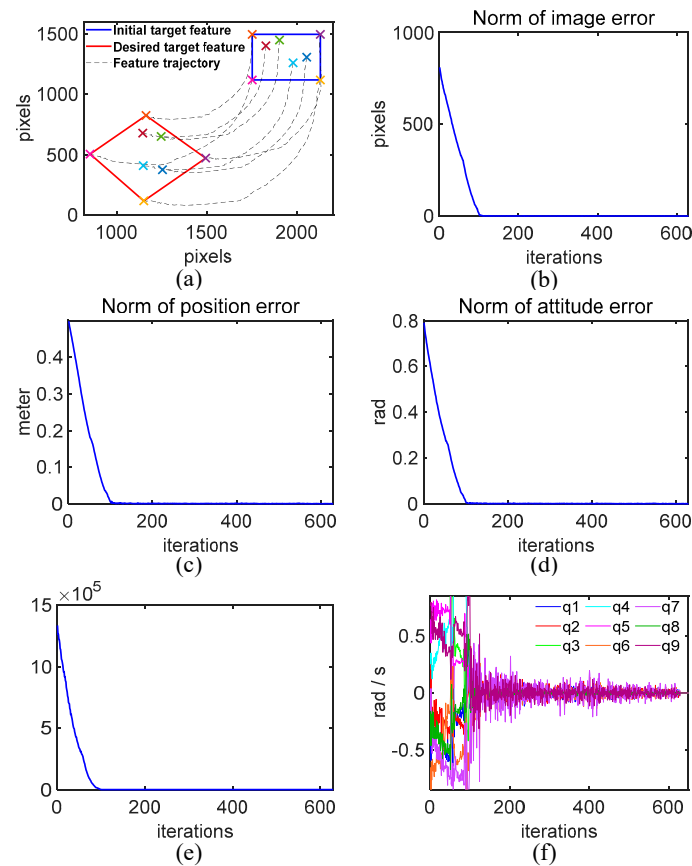 Norm of image error
1500
1000
500
0
pixels
Initial target feature
Desired target feature
Feature trajectory
1000 1500 2000
pixels
(a)
1000
500
0
pixels
0 200 400 600
iterations
(b)
Norm of position error
0.4
0.3
0.2
0.1
0
meter
0 200 400 600
iterations
(c)
Norm of attitude error
0.8
0.6
0.4
0.2
0
rad
0 200 400 600
iterations
(d)
×10⁵
15
10
5
0
0 200 400 600
iterations
(e)
0.5
0
-0.5
rad / s
q1 q4 q7
q2 q5 q8
q3 q6 q9
0 200 400 600
iterations
(f)